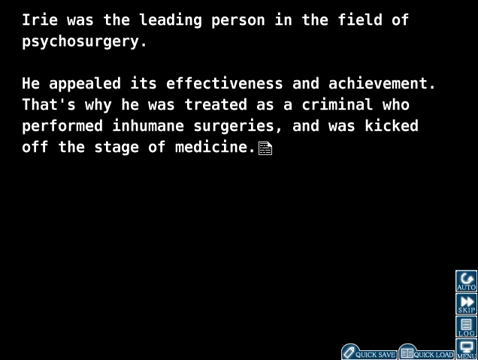 Irie was the leading person in the field of
psychosurgery.
He appealed its effectiveness and achievement.
That's why he was treated as a criminal who
performed inhumane surgeries, and was kicked
off the stage of medicine.
AUTO
SKIP
LOG
QUICK SAVE
QUICK LOAD
MENU